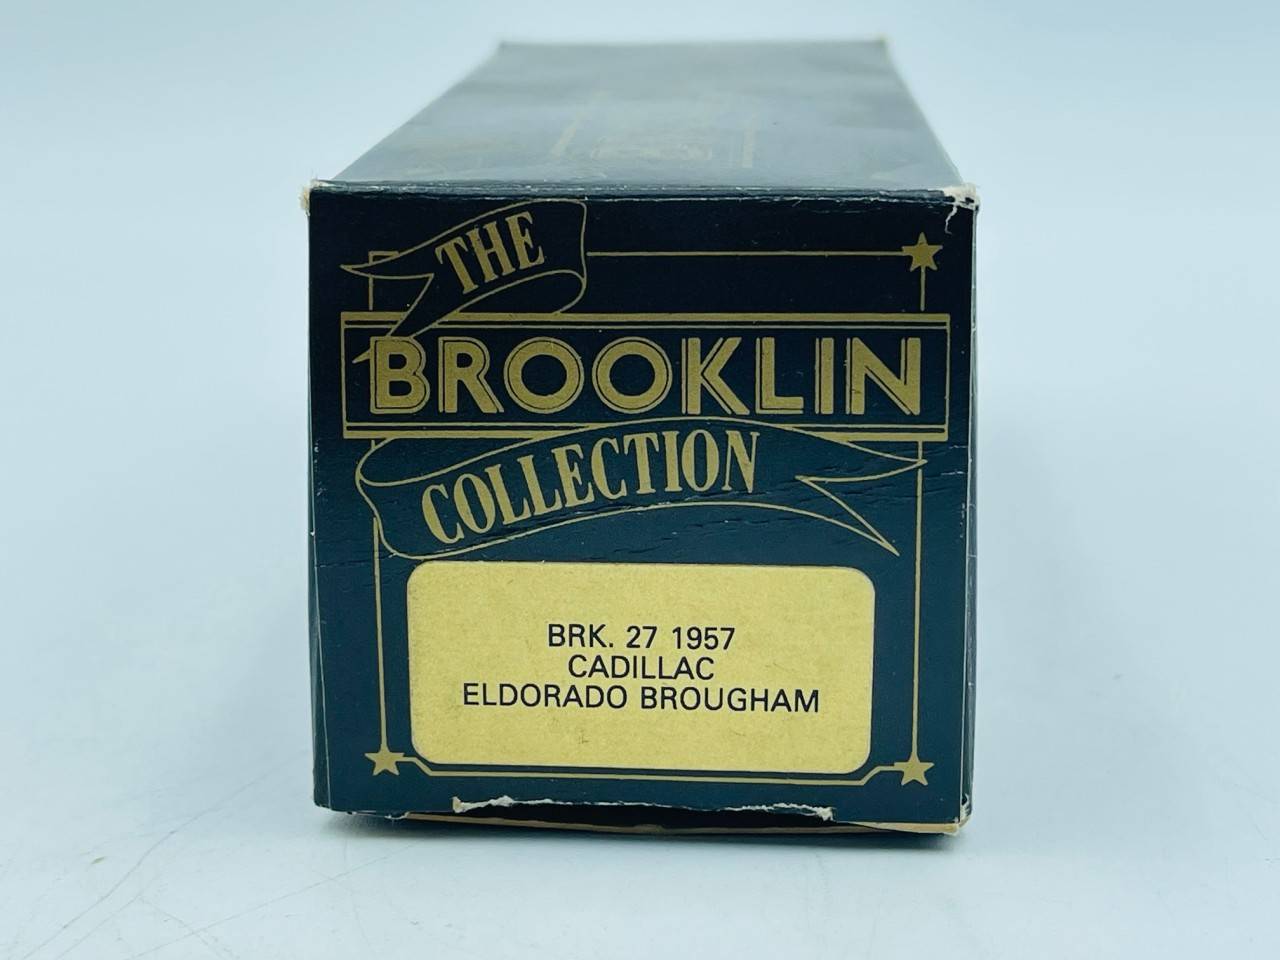 THE
BROOKLIN
COLLECTION
BRK. 27 1957
CADILLAC
ELDORADO BROUGHAM